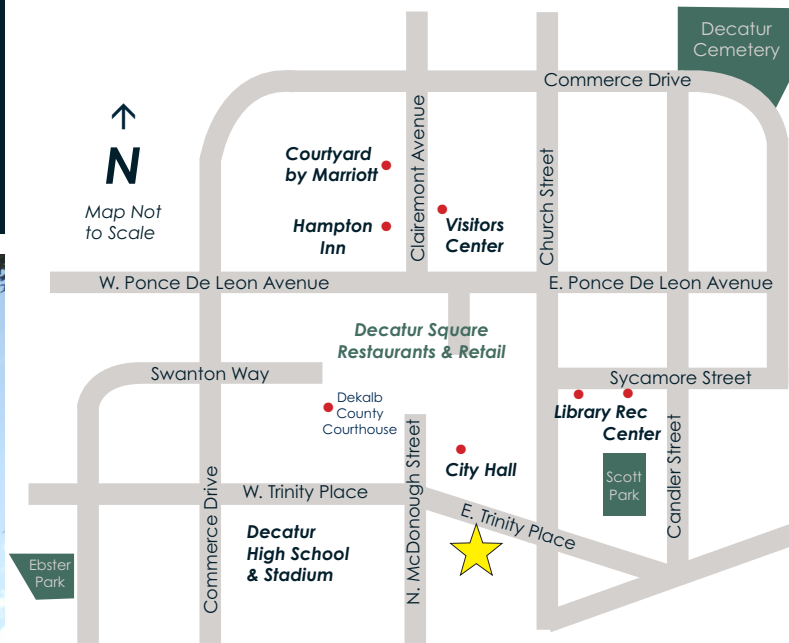 Decatur
Cemetery
Commerce Drive
N
Map Not
to Scale
Courtyard
by Marriott
Clairemont Avenue
Church Street
Hampton
Inn
Visitors
Center
W. Ponce De Leon Avenue
E. Ponce De Leon Avenue
Decatur Square
Restaurants & Retail
Swanton Way
Sycamore Street
Dekalb
County
Courthouse
Library
Rec
Center
N. McDonough Street
City Hall
Candler Street
Scott
Park
Commerce Drive
W. Trinity Place
E. Trinity Place
Decatur
High School
& Stadium
Ebster
Park